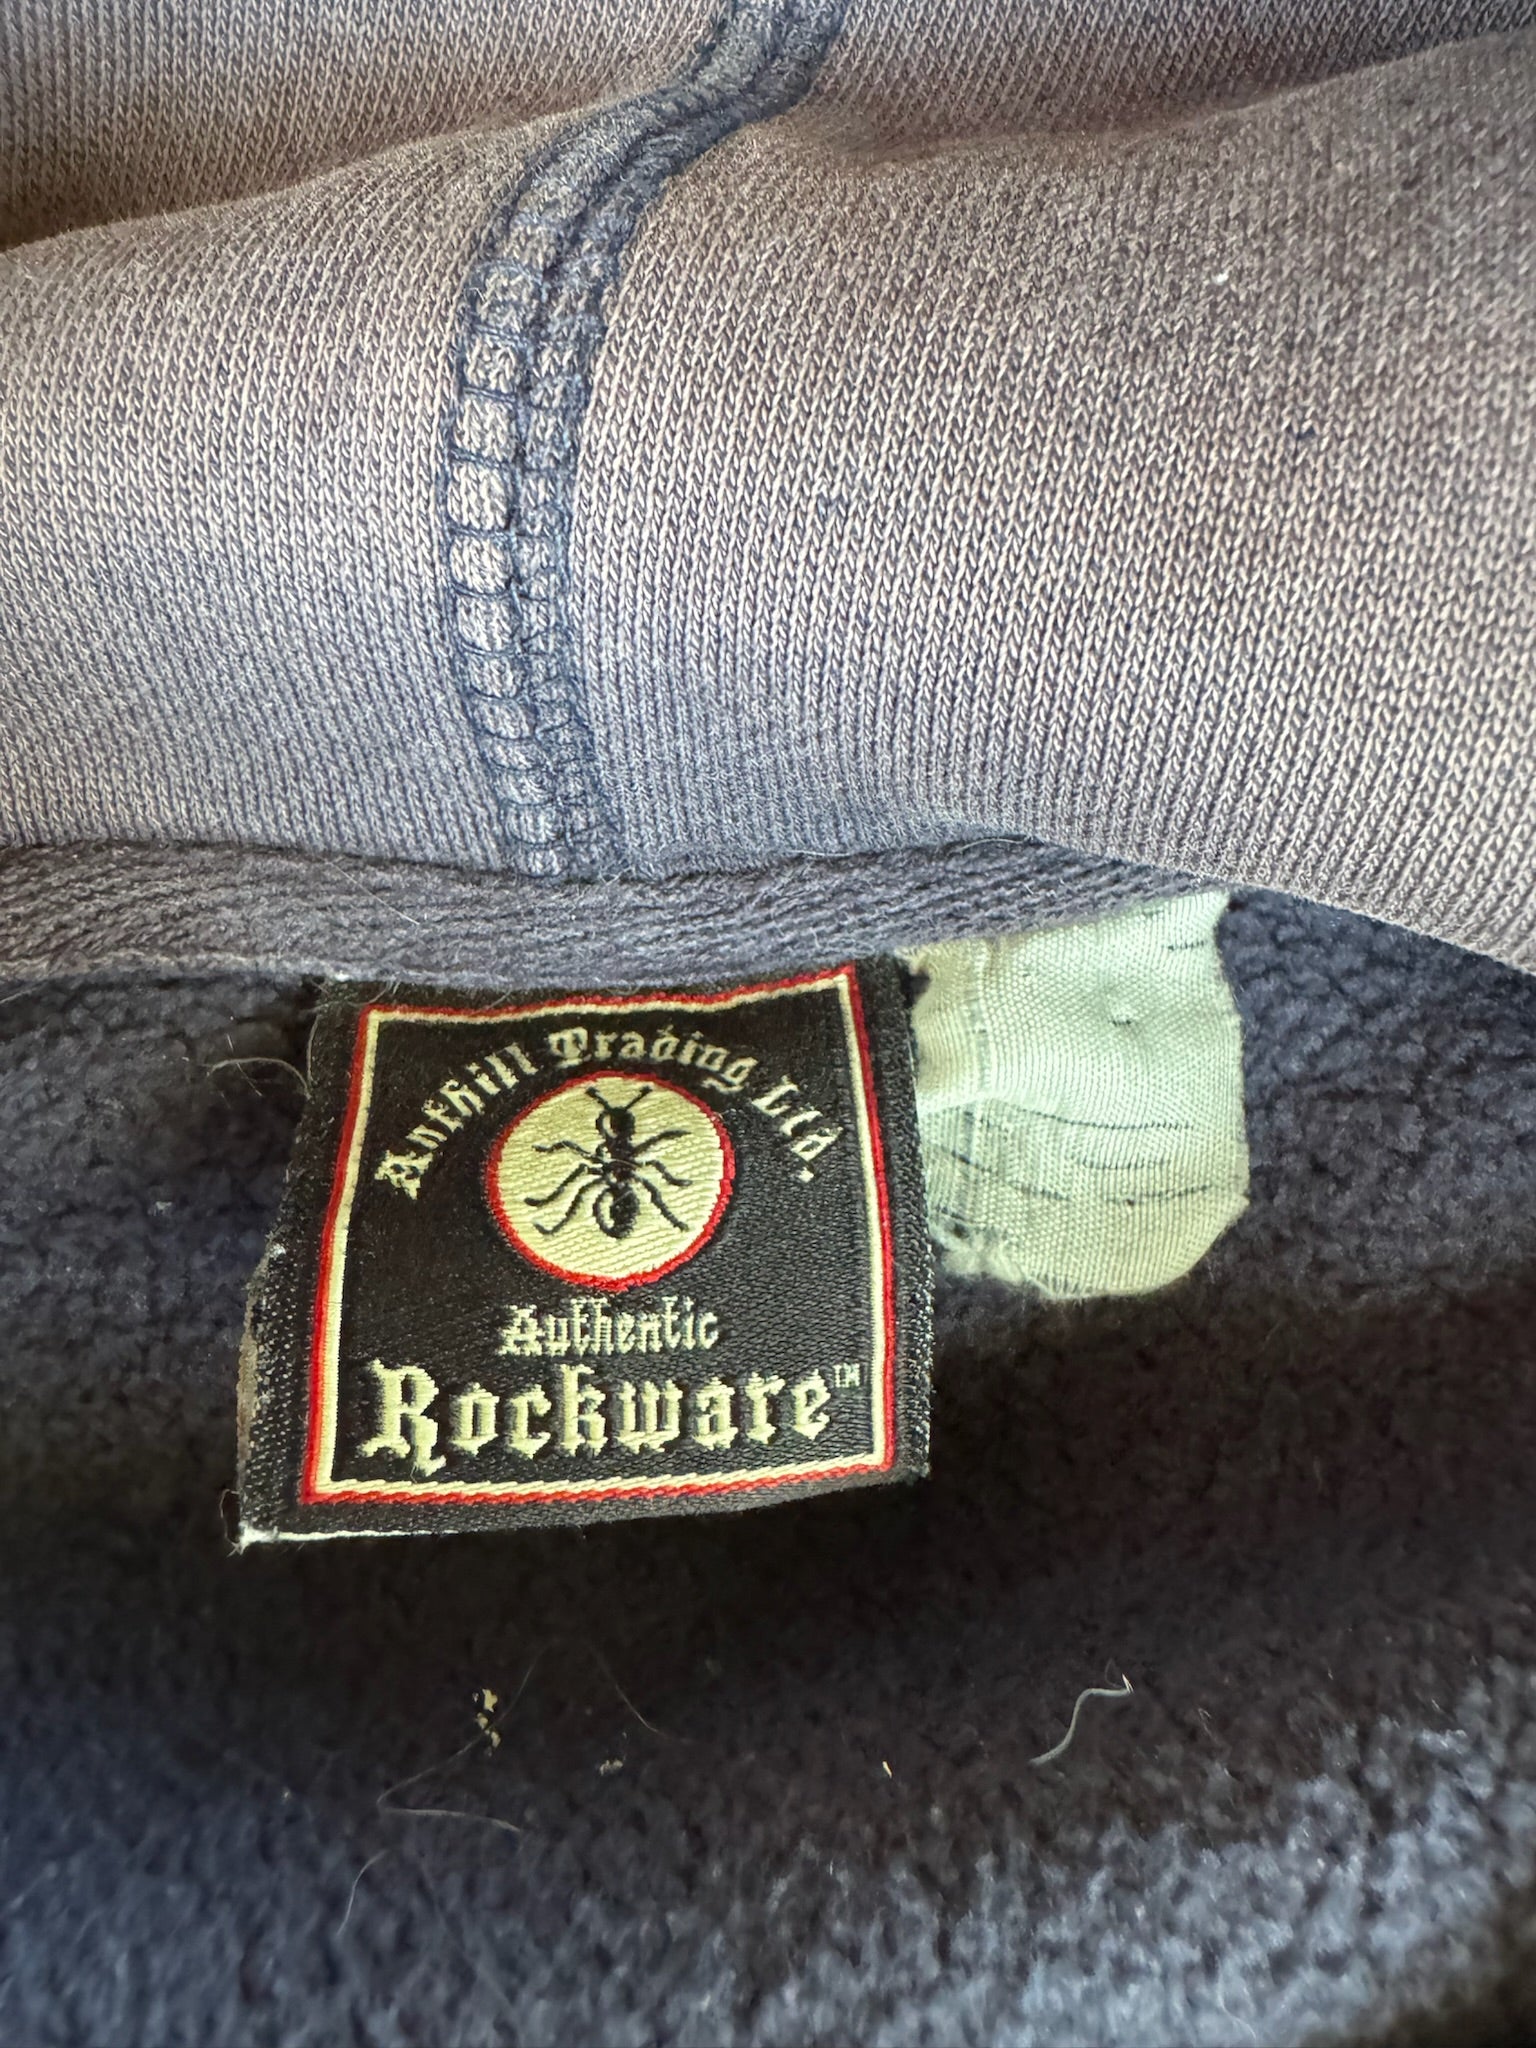 Anthill Trading Ltd.
Authentic
Rockware™